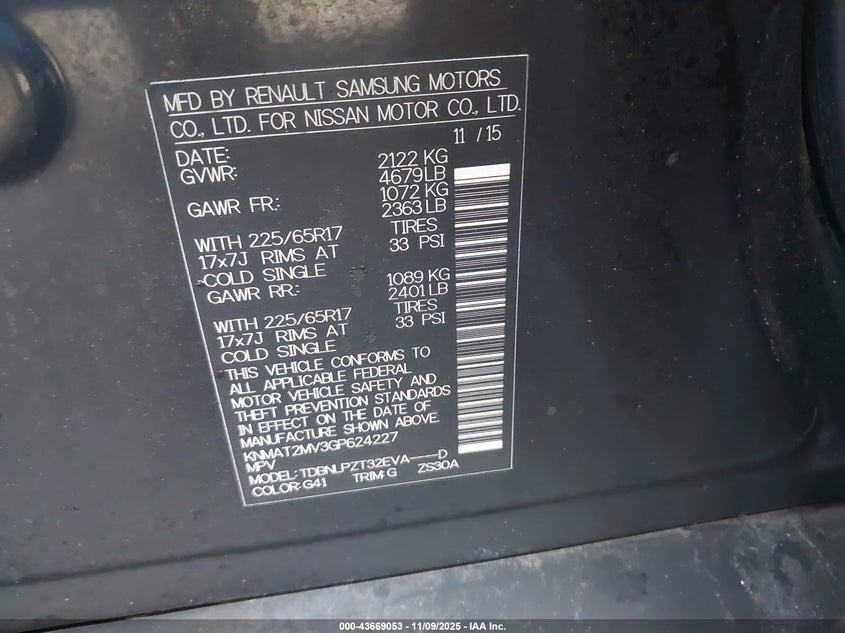 MFD BY RENAULT SAMSUNG MOTORS
CO., LTD. FOR NISSAN MOTOR CO., LTD.
11 / 15
DATE:
GVWR: 2122 KG
4679 LB
GAWR FR: 1072 KG
2363 LB
WITH 225/65R17 TIRES
17x7J RIMS AT 33 PSI
COLD SINGLE
GAWR RR: 1089 KG
2401 LB
WITH 225/65R17 TIRES
17x7J RIMS AT 33 PSI
COLD SINGLE
THIS VEHICLE CONFORMS TO
ALL APPLICABLE FEDERAL
MOTOR VEHICLE SAFETY AND
THEFT PREVENTION STANDARDS
IN EFFECT ON THE DATE OF
MANUFACTURE SHOWN ABOVE.
KNMAT2MV3GP624227
MPV
MODEL: TDBNLPZT32EVA----D
COLOR: G41 TRIM: G ZS30A
000-43669053 - 11/09/2025 - IAA Inc.